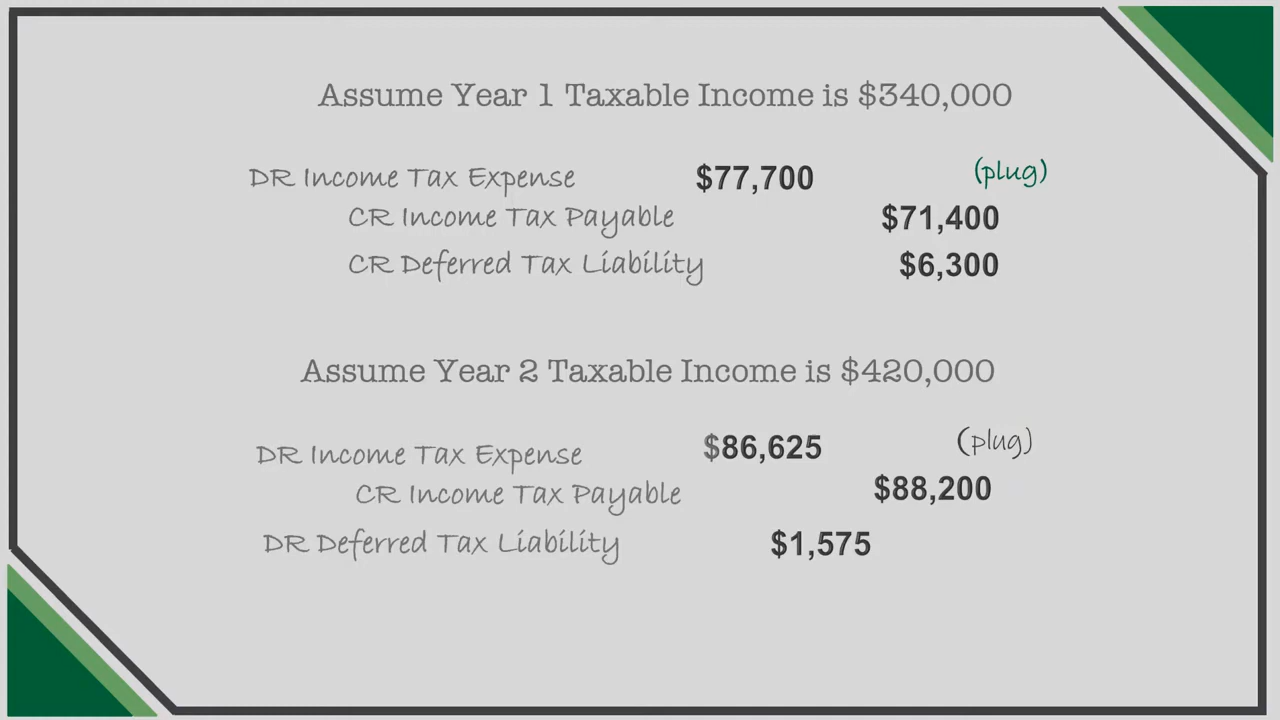 Assume Year 1 Taxable Income is $340,000
DR Income Tax Expense $77,700 (plug)
CR Income Tax Payable $71,400
CR Deferred Tax Liability $6,300
Assume Year 2 Taxable Income is $420,000
DR Income Tax Expense $86,625 (plug)
CR Income Tax Payable $88,200
DR Deferred Tax Liability $1,575